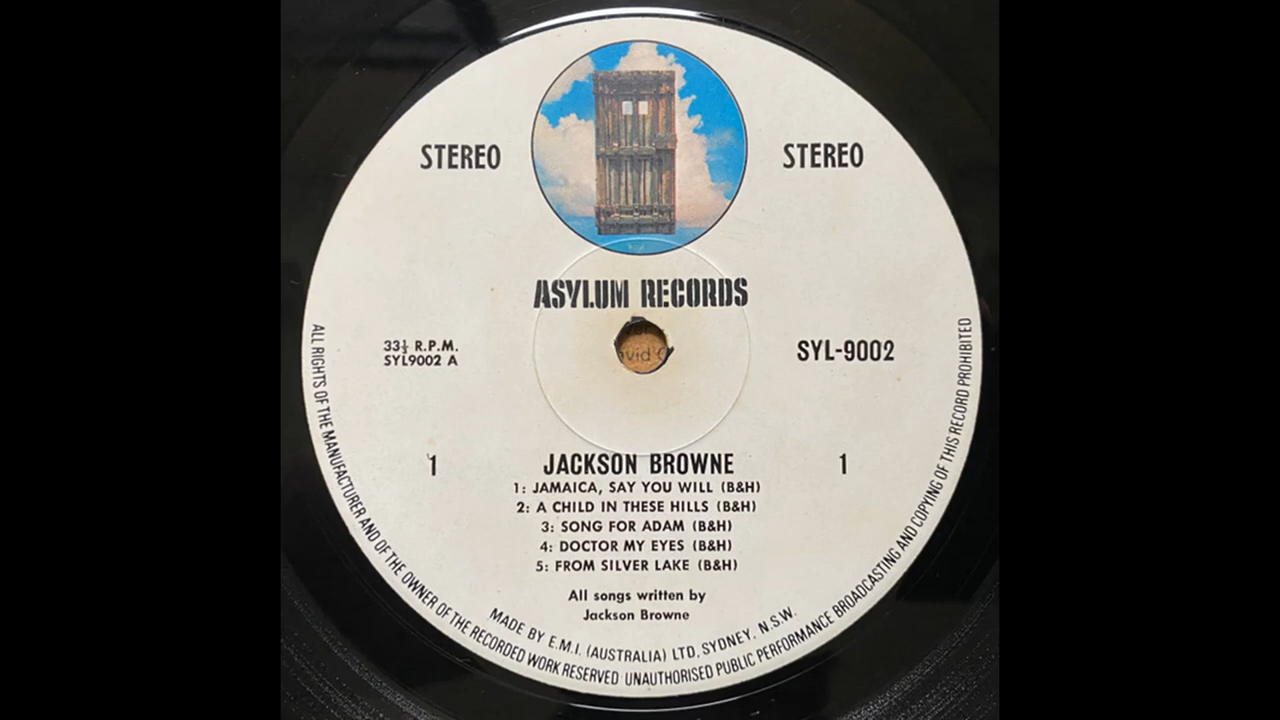 STEREO
STEREO
ASYLUM RECORDS
33⅓ R.P.M.
SYL9002 A
SYL-9002
1
1
JACKSON BROWNE
1: JAMAICA, SAY YOU WILL (B&H)
2: A CHILD IN THESE HILLS (B&H)
3: SONG FOR ADAM (B&H)
4: DOCTOR MY EYES (B&H)
5: FROM SILVER LAKE (B&H)
All songs written by
Jackson Browne
MADE BY E.M.I. (AUSTRALIA) LTD. SYDNEY. N.S.W.
ALL RIGHTS OF THE MANUFACTURER AND OF THE OWNER OF THE RECORDED WORK RESERVED UNAUTHORISED PUBLIC PERFORMANCE BROADCASTING AND COPYING OF THIS RECORD PROHIBITED